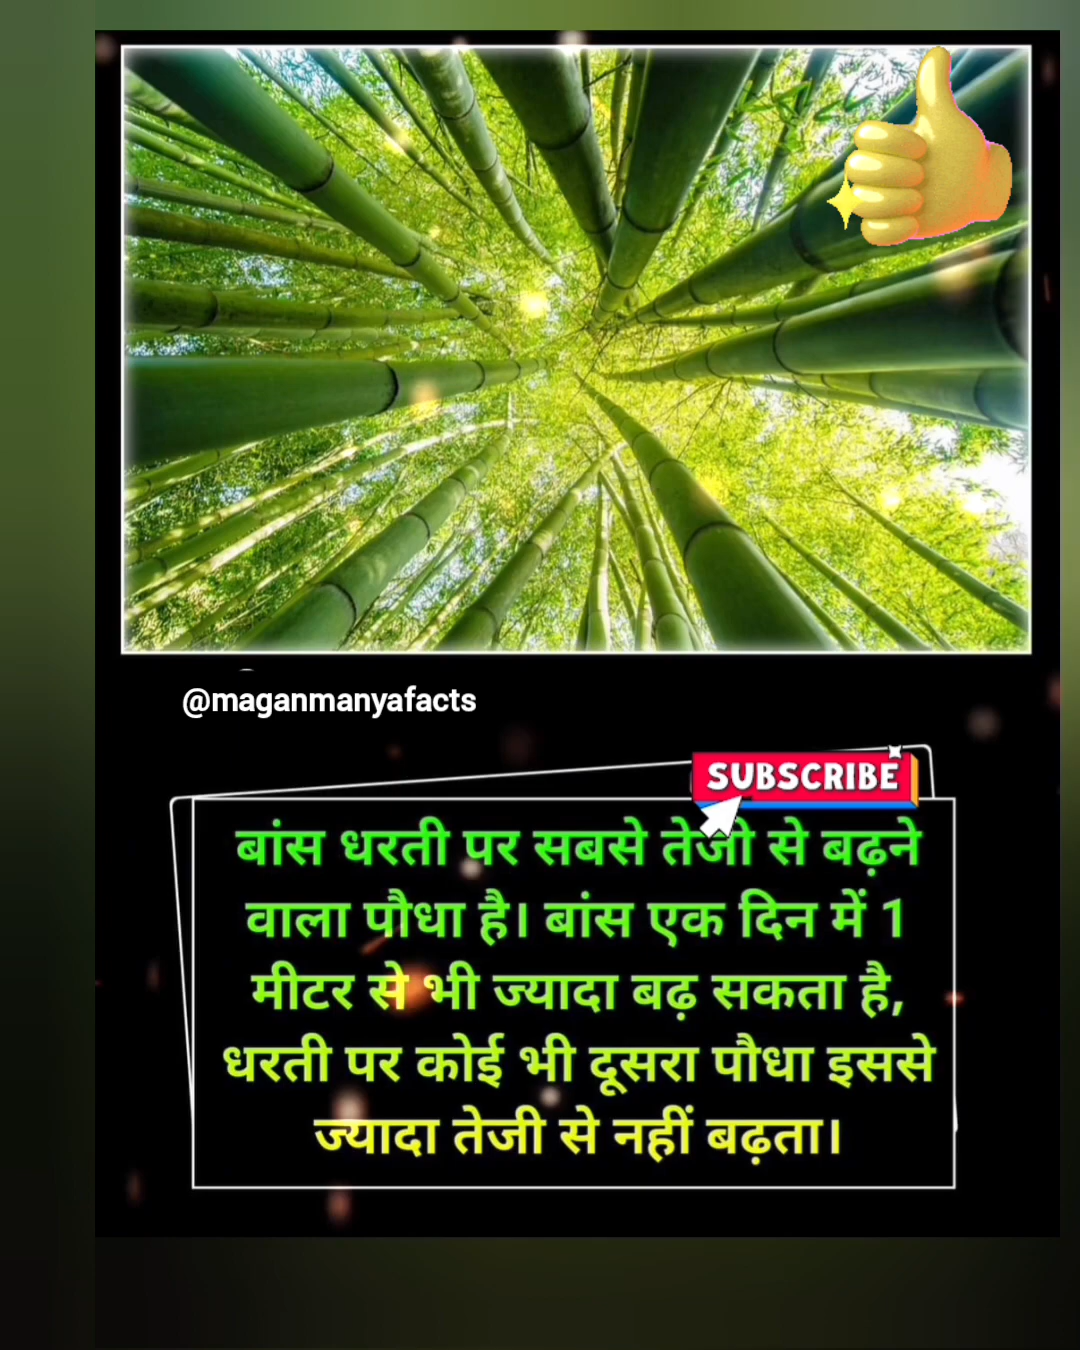 @maganmanyafacts
SUBSCRIBE
बांस धरती पर सबसे तेजी से बढ़ने
वाला पौधा है। बांस एक दिन में 1
मीटर से भी ज्यादा बढ़ सकता है,
धरती पर कोई भी दूसरा पौधा इससे
ज्यादा तेजी से नहीं बढ़ता।